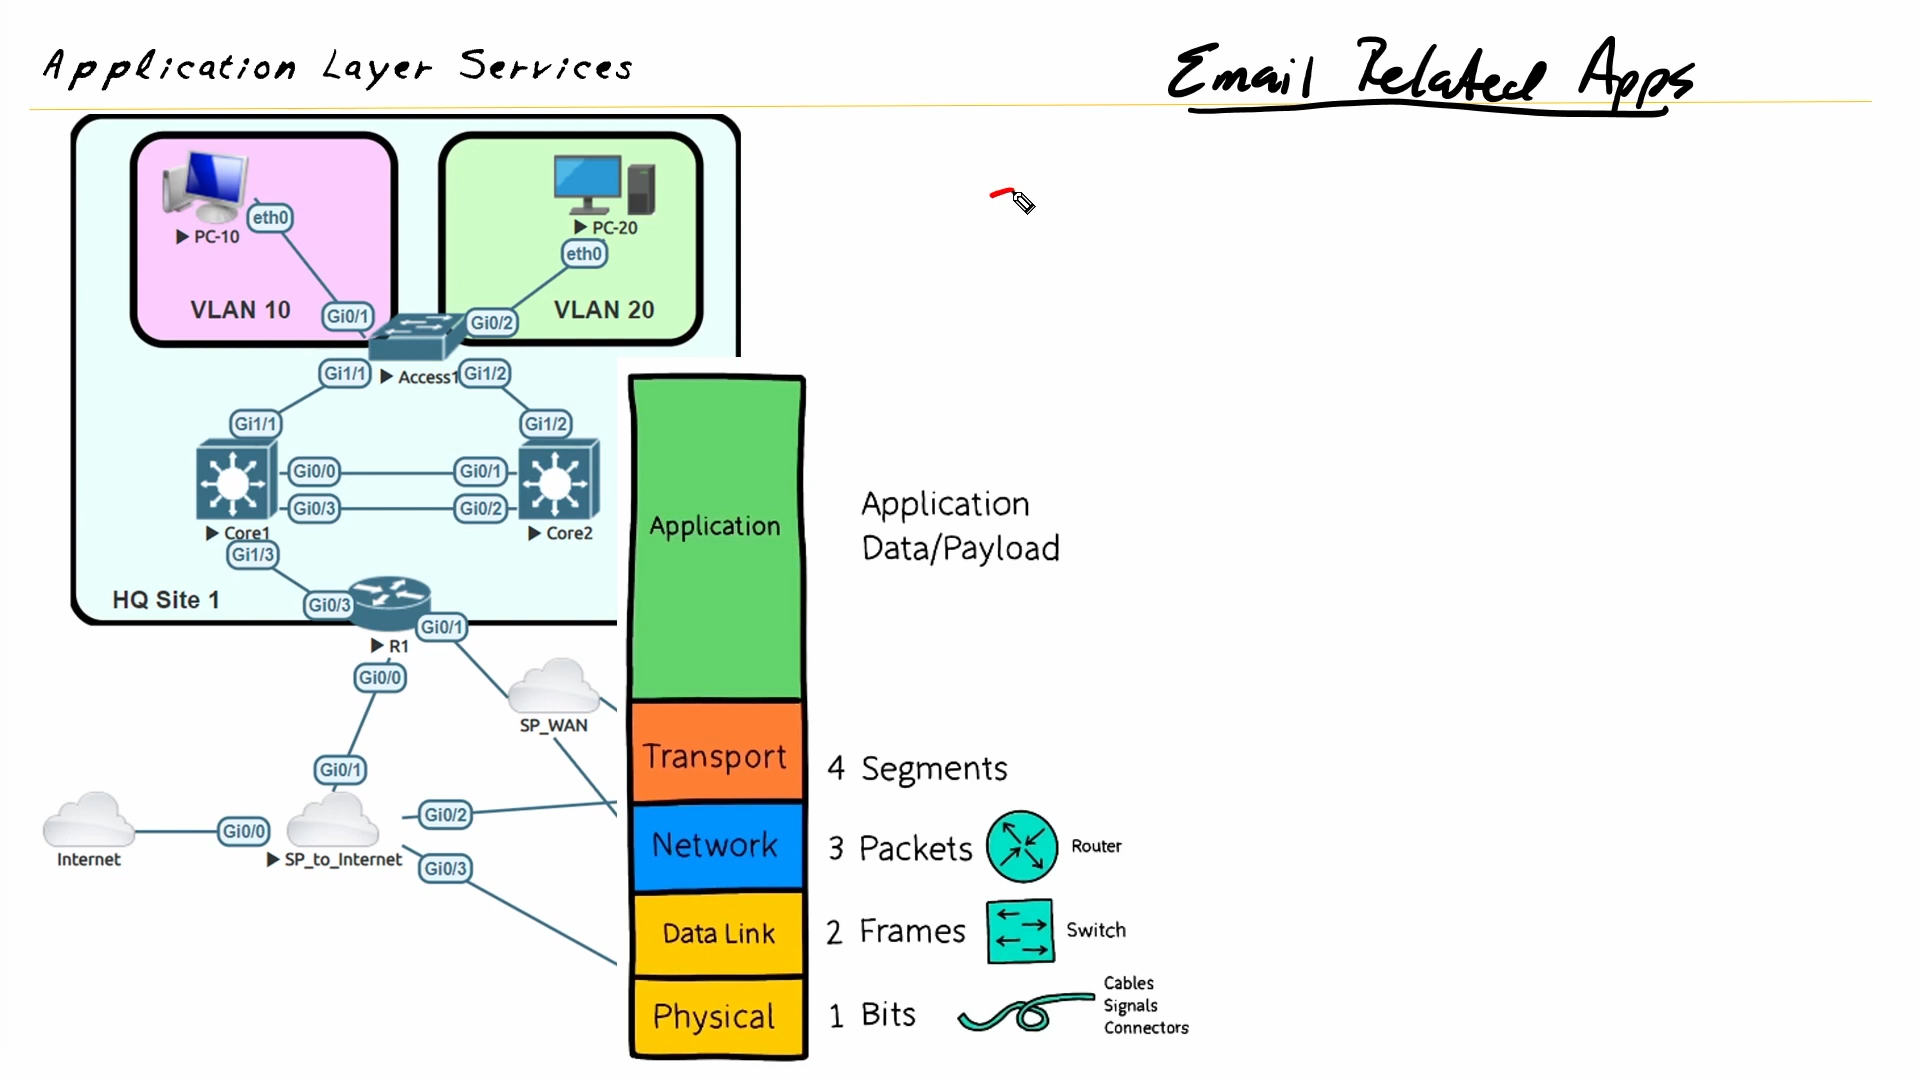 Application Layer Services
Email Related Apps
eth0
PC-10
PC-20
eth0
VLAN 10
VLAN 20
Gi0/1
Gi0/2
Gi1/1
Access1
Gi1/2
Gi1/1
Gi1/2
Gi0/0
Gi0/1
Gi0/3
Gi0/2
Core1
Core2
Gi1/3
HQ Site 1
Gi0/3
Gi0/1
R1
Gi0/0
SP_WAN
Gi0/1
Gi0/2
Gi0/0
Internet
SP_to_Internet
Gi0/3
Application
Application
Data/Payload
Transport
4 Segments
Network
3 Packets
Router
Data Link
2 Frames
Switch
Physical
1 Bits
Cables
Signals
Connectors